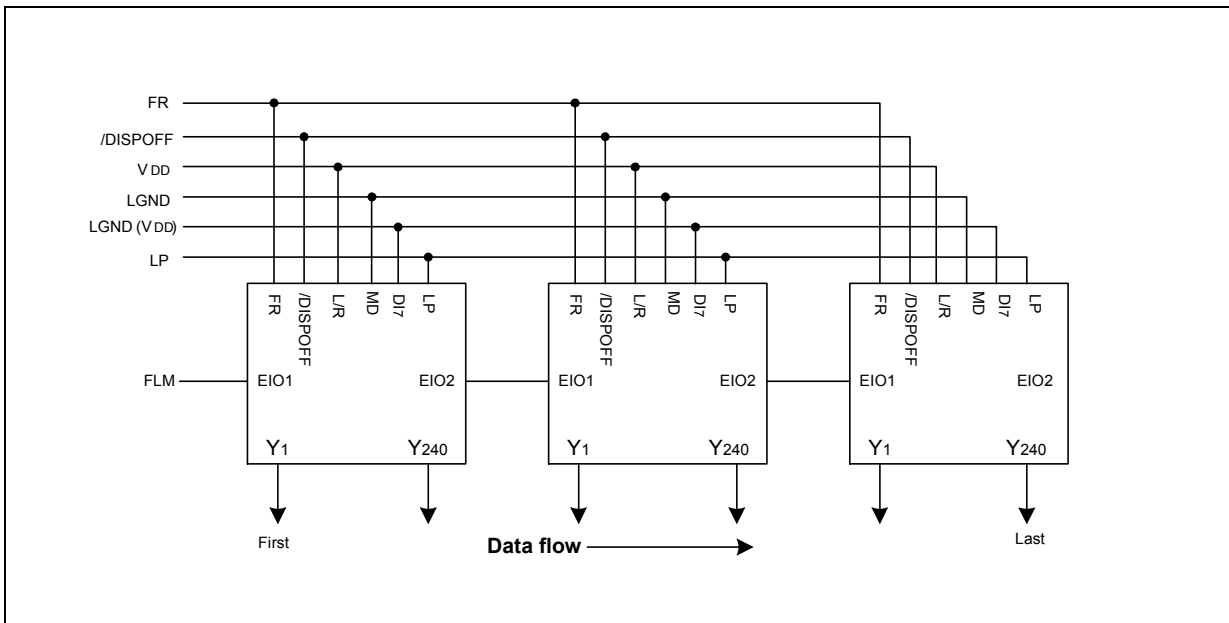 FR
/DISPOFF
VDD
LGND
LGND (VDD)
LP
FR /DISPOFF L/R MD DI7 LP
FR /DISPOFF L/R MD DI7 LP
FR /DISPOFF L/R MD DI7 LP
FLM EIO1 EIO2 EIO1 EIO2 EIO1 EIO2
Y1 Y240 Y1 Y240 Y1 Y240
First Data flow Last